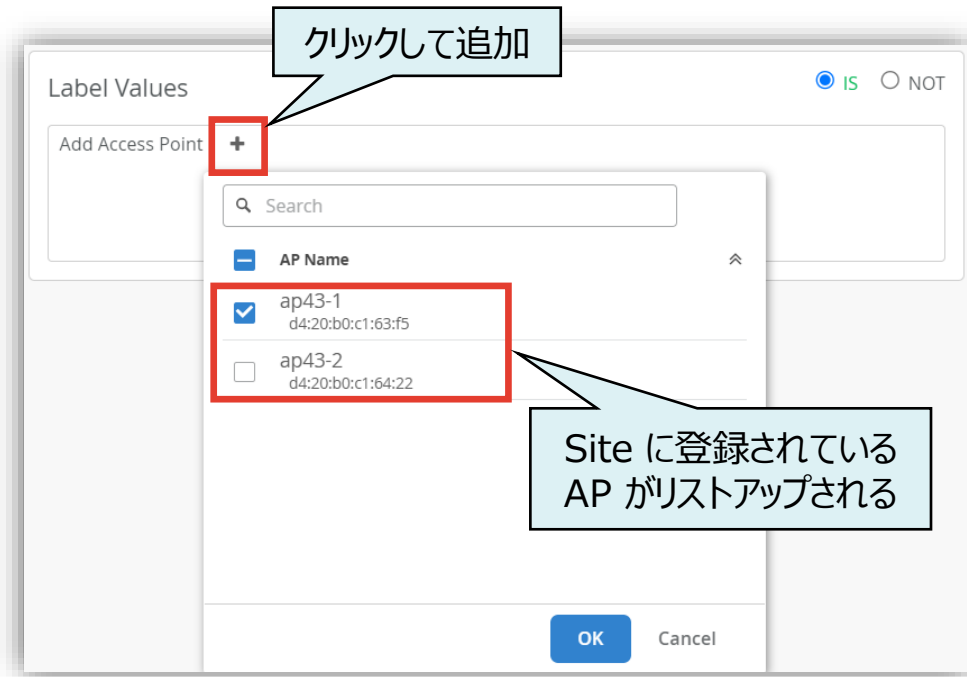 クリックして追加
Label Values
IS
NOT
Add Access Point +
Search
AP Name
ap43-1
d4:20:b0:c1:63:f5
ap43-2
d4:20:b0:c1:64:22
Site に登録されている
AP がリストアップされる
OK
Cancel